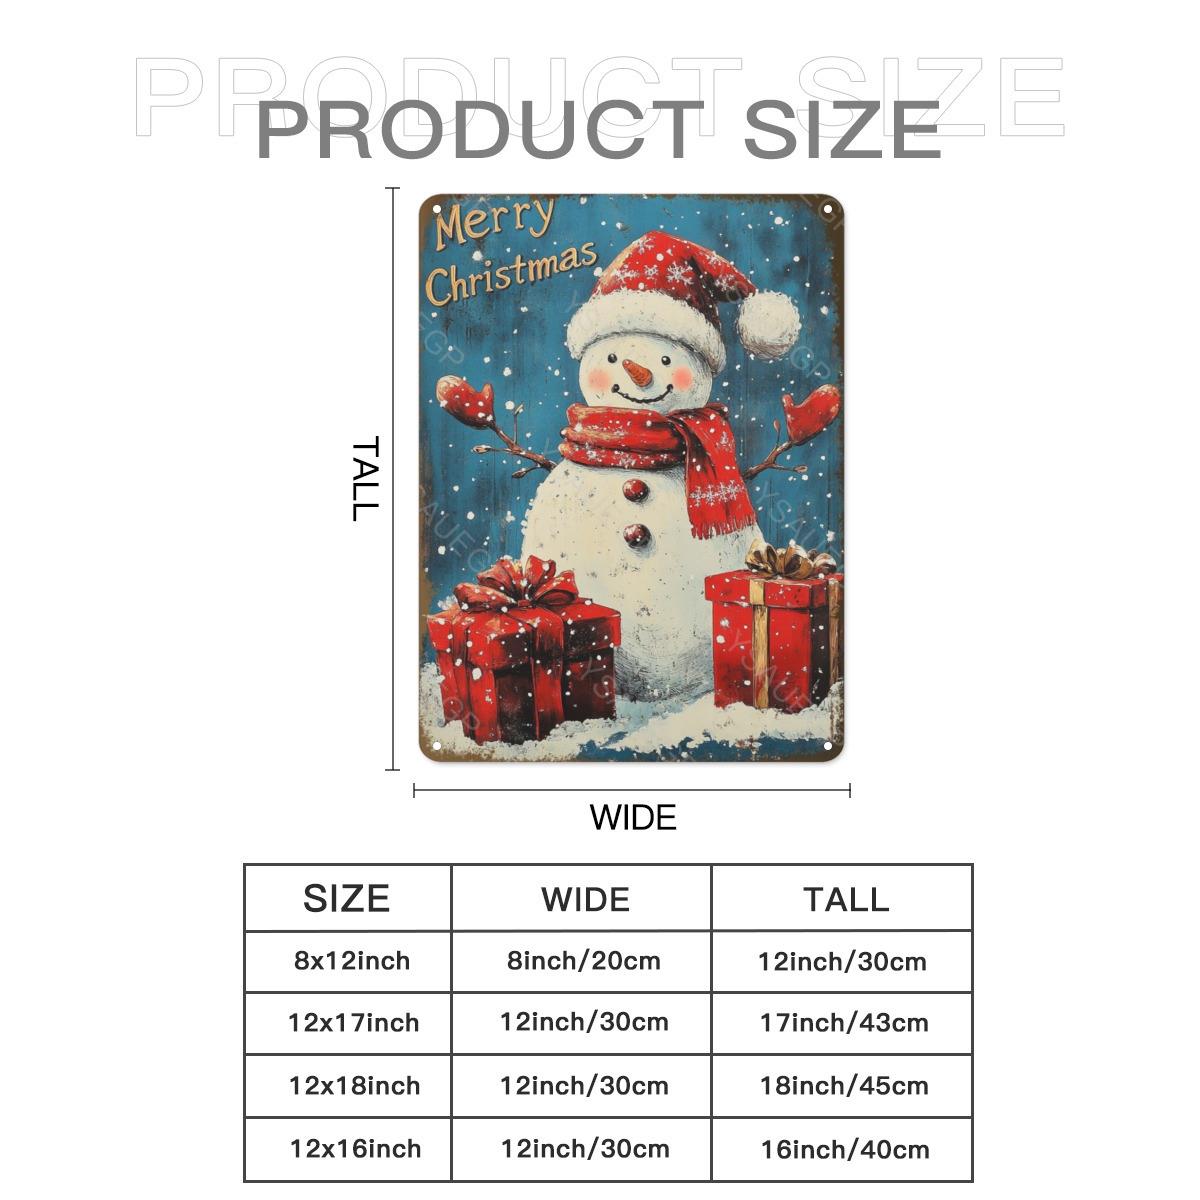 PRODUCT SIZE
PRODUCT SIZE
Merry
Christmas
TALL
WIDE
SIZE WIDE TALL
8x12inch 8inch/20cm 12inch/30cm
12x17inch 12inch/30cm 17inch/43cm
12x18inch 12inch/30cm 18inch/45cm
12x16inch 12inch/30cm 16inch/40cm
YSAUEGP